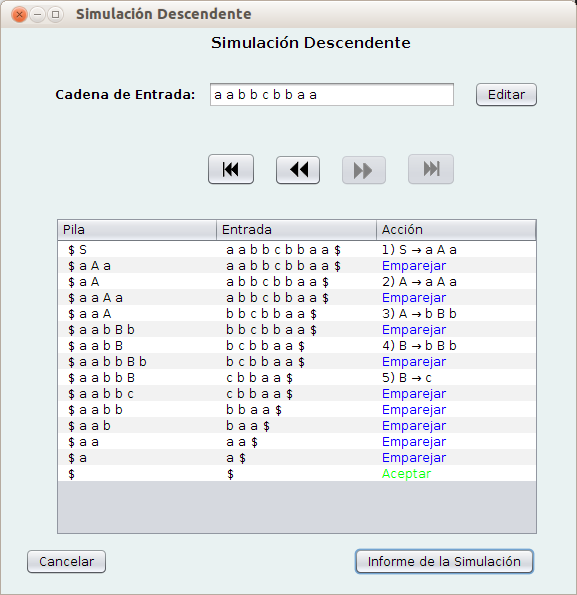 Simulación Descendente
Simulación Descendente
Cadena de Entrada: a a b b c b b a a Editar
Pila Entrada Acción
$ S a a b b c b b a a $ 1) S → a A a
$ a A a a a b b c b b a a $ Emparejar
$ a A a b b c b b a a $ 2) A → a A a
$ a a A a a b b c b b a a $ Emparejar
$ a a A b b c b b a a $ 3) A → b B b
$ a a b B b b b c b b a a $ Emparejar
$ a a b B b c b b a a $ 4) B → b B b
$ a a b b B b b c b b a a $ Emparejar
$ a a b b B c b b a a $ 5) B → c
$ a a b b c c b b a a $ Emparejar
$ a a b b b b a a $ Emparejar
$ a a b b a a $ Emparejar
$ a a a a $ Emparejar
$ a a $ Emparejar
$ $ Aceptar
Cancelar Informe de la Simulación